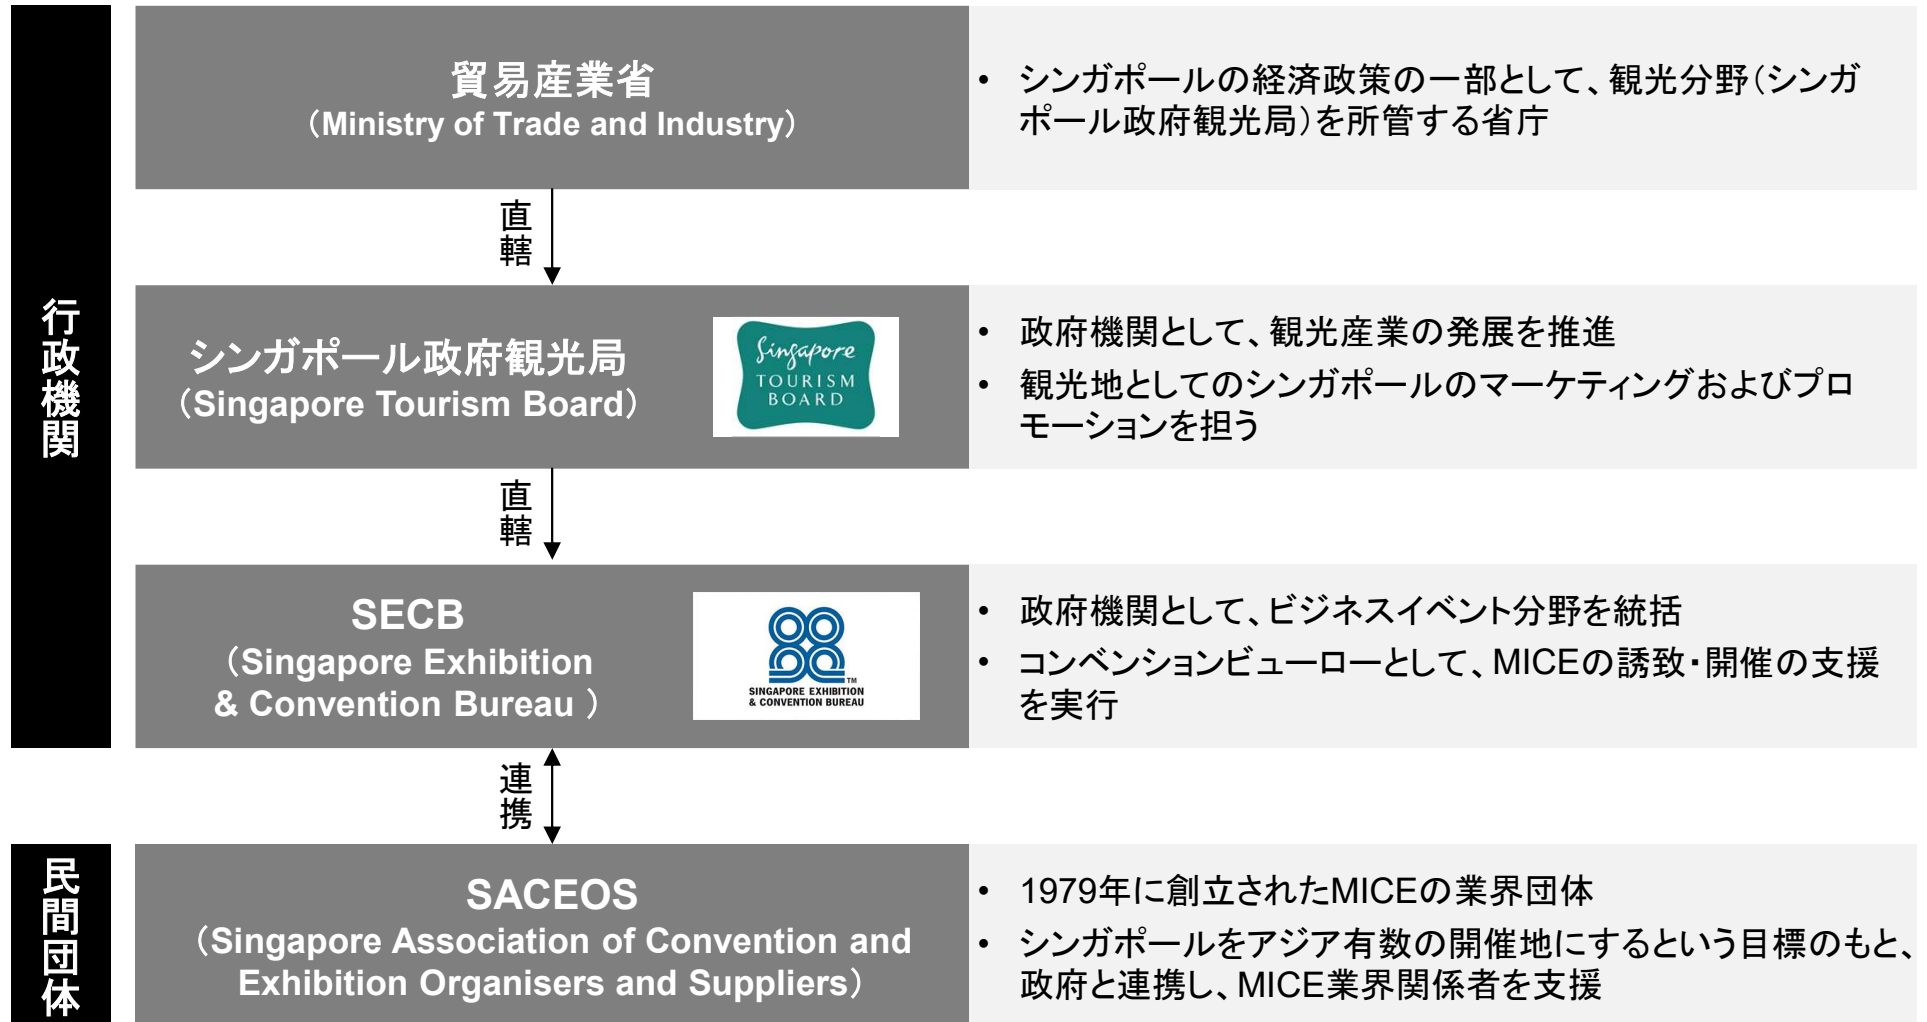 行政機関
貿易産業省
（Ministry of Trade and Industry）
• シンガポールの経済政策の一部として、観光分野（シンガ
ポール政府観光局）を所管する省庁
直轄
シンガポール政府観光局
（Singapore Tourism Board）
Singapore
TOURISM
BOARD
• 政府機関として、観光産業の発展を推進
• 観光地としてのシンガポールのマーケティングおよびプロ
モーションを担う
直轄
SECB
（Singapore Exhibition
& Convention Bureau ）
TM
SINGAPORE EXHIBITION
& CONVENTION BUREAU
• 政府機関として、ビジネスイベント分野を統括
• コンベンションビューローとして、MICEの誘致・開催の支援
を実行
連携
民間団体
SACEOS
（Singapore Association of Convention and
Exhibition Organisers and Suppliers）
• 1979年に創立されたMICEの業界団体
• シンガポールをアジア有数の開催地にするという目標のもと、
政府と連携し、MICE業界関係者を支援